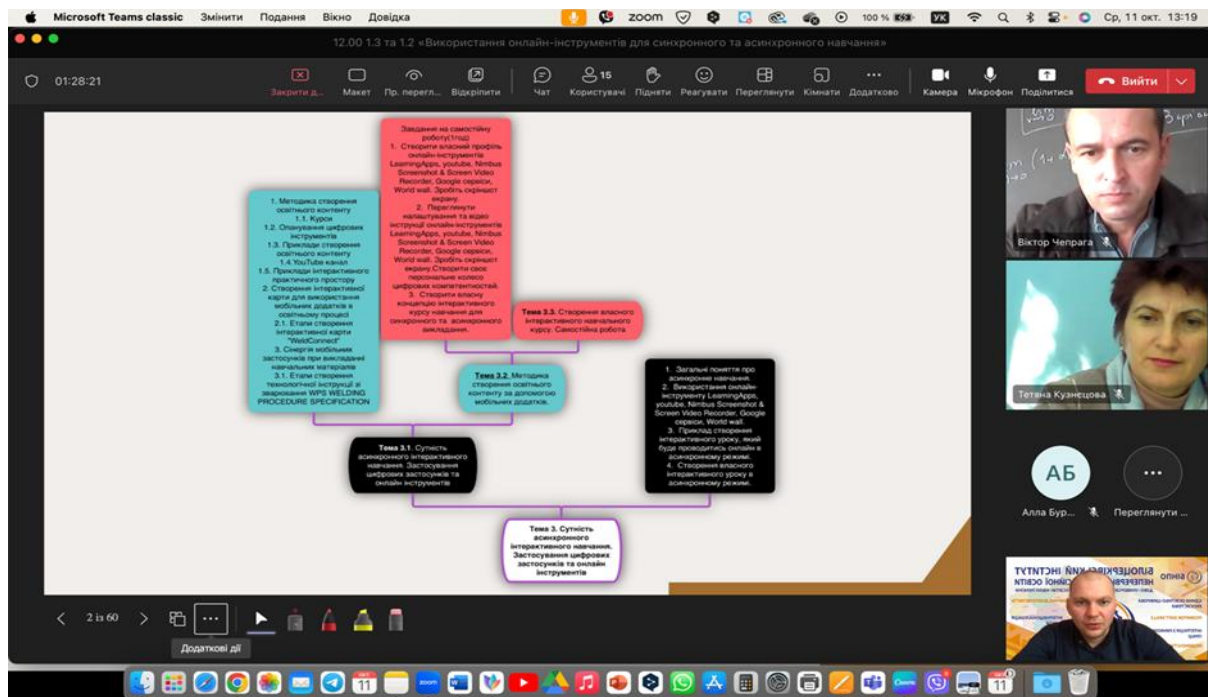 Microsoft Teams classic Змінити Подання Вікно Довідка zoom 100 % УК Ср, 11 окт. 13:19
12.00 1.3 та 1.2 «Використання онлайн-інструментів для синхронного та асинхронного навчання»
01:28:21
Закрити д... Макет Пр. перегл... Відкріпити Чат 15 Користувачі Підняти Реагувати Переглянути Кімнати Додатково Камера Мікрофон Поділитися Вийти
Завдання на самостійну
роботу(1год)
1. Створити власний профіль
онлайн-інструментів
LearningApps, youtube, Nimbus
Screenshot & Screen Video
Recorder, Google сервіси,
World wall. Зробіть скріншот
екрану.
2. Переглянути
налаштування та відео
інструкції онлайн-інструментів
LearningApps, youtube, Nimbus
Screenshot & Screen Video
Recorder, Google сервіси,
World wall. Зробіть скріншот
екрану.Створити своє
персональне колесо
цифрових компетентностей.
3. Створити власну
концепцію інтерактивного
курсу навчання для
синхронного та асинхронного
викладання.
1. Методика створення
освітнього контенту
1.1. Курси
1.2. Опанування цифрових
інструментів
1.3. Приклади створення
освітнього контенту
1.4.YouTube канал
1.5. Приклади інтерактивного
практичного простору
2. Створення інтерактивної
карти для використання
мобільних додатків в
освітньому процесі
2.1. Етапи створення
інтерактивної карти
"WeldConnect"
3. Сінергія мобільних
застосунків при викладанні
навчальних матеріалів
3.1. Етапи створення
технологічної інструкції зі
зварювання WPS WELDING
PROCEDURE SPECIFICATION
Тема 3.3. Створення власного
інтерактивного навчального
курсу. Самостійна робота
Тема 3.2. Методика
створення освітнього
контенту за допомогою
мобільних додатків.
1. Загальні поняття про
асинхронне навчання.
2. Використання онлайн-
інструменту LearningApps,
youtube, Nimbus Screenshot &
Screen Video Recorder, Google
сервіси, World wall.
3. Приклад створення
інтерактивного уроку, який
буде проводитись онлайн в
асинхронному режимі.
4. Створення власного
інтерактивного уроку в
асинхронному режимі.
Тема 3.1. Сутність
асинхронного інтерактивного
навчання. Застосування
цифрових застосунків та
онлайн інструментів
Тема 3. Сутність
асинхронного
інтерактивного навчання.
Застосування цифрових
застосунків та онлайн
інструментів
Віктор Чепрага
Тетяна Кузнєцова
АБ
Алла Бур... Переглянути ...
2 із 60
Додаткові дії